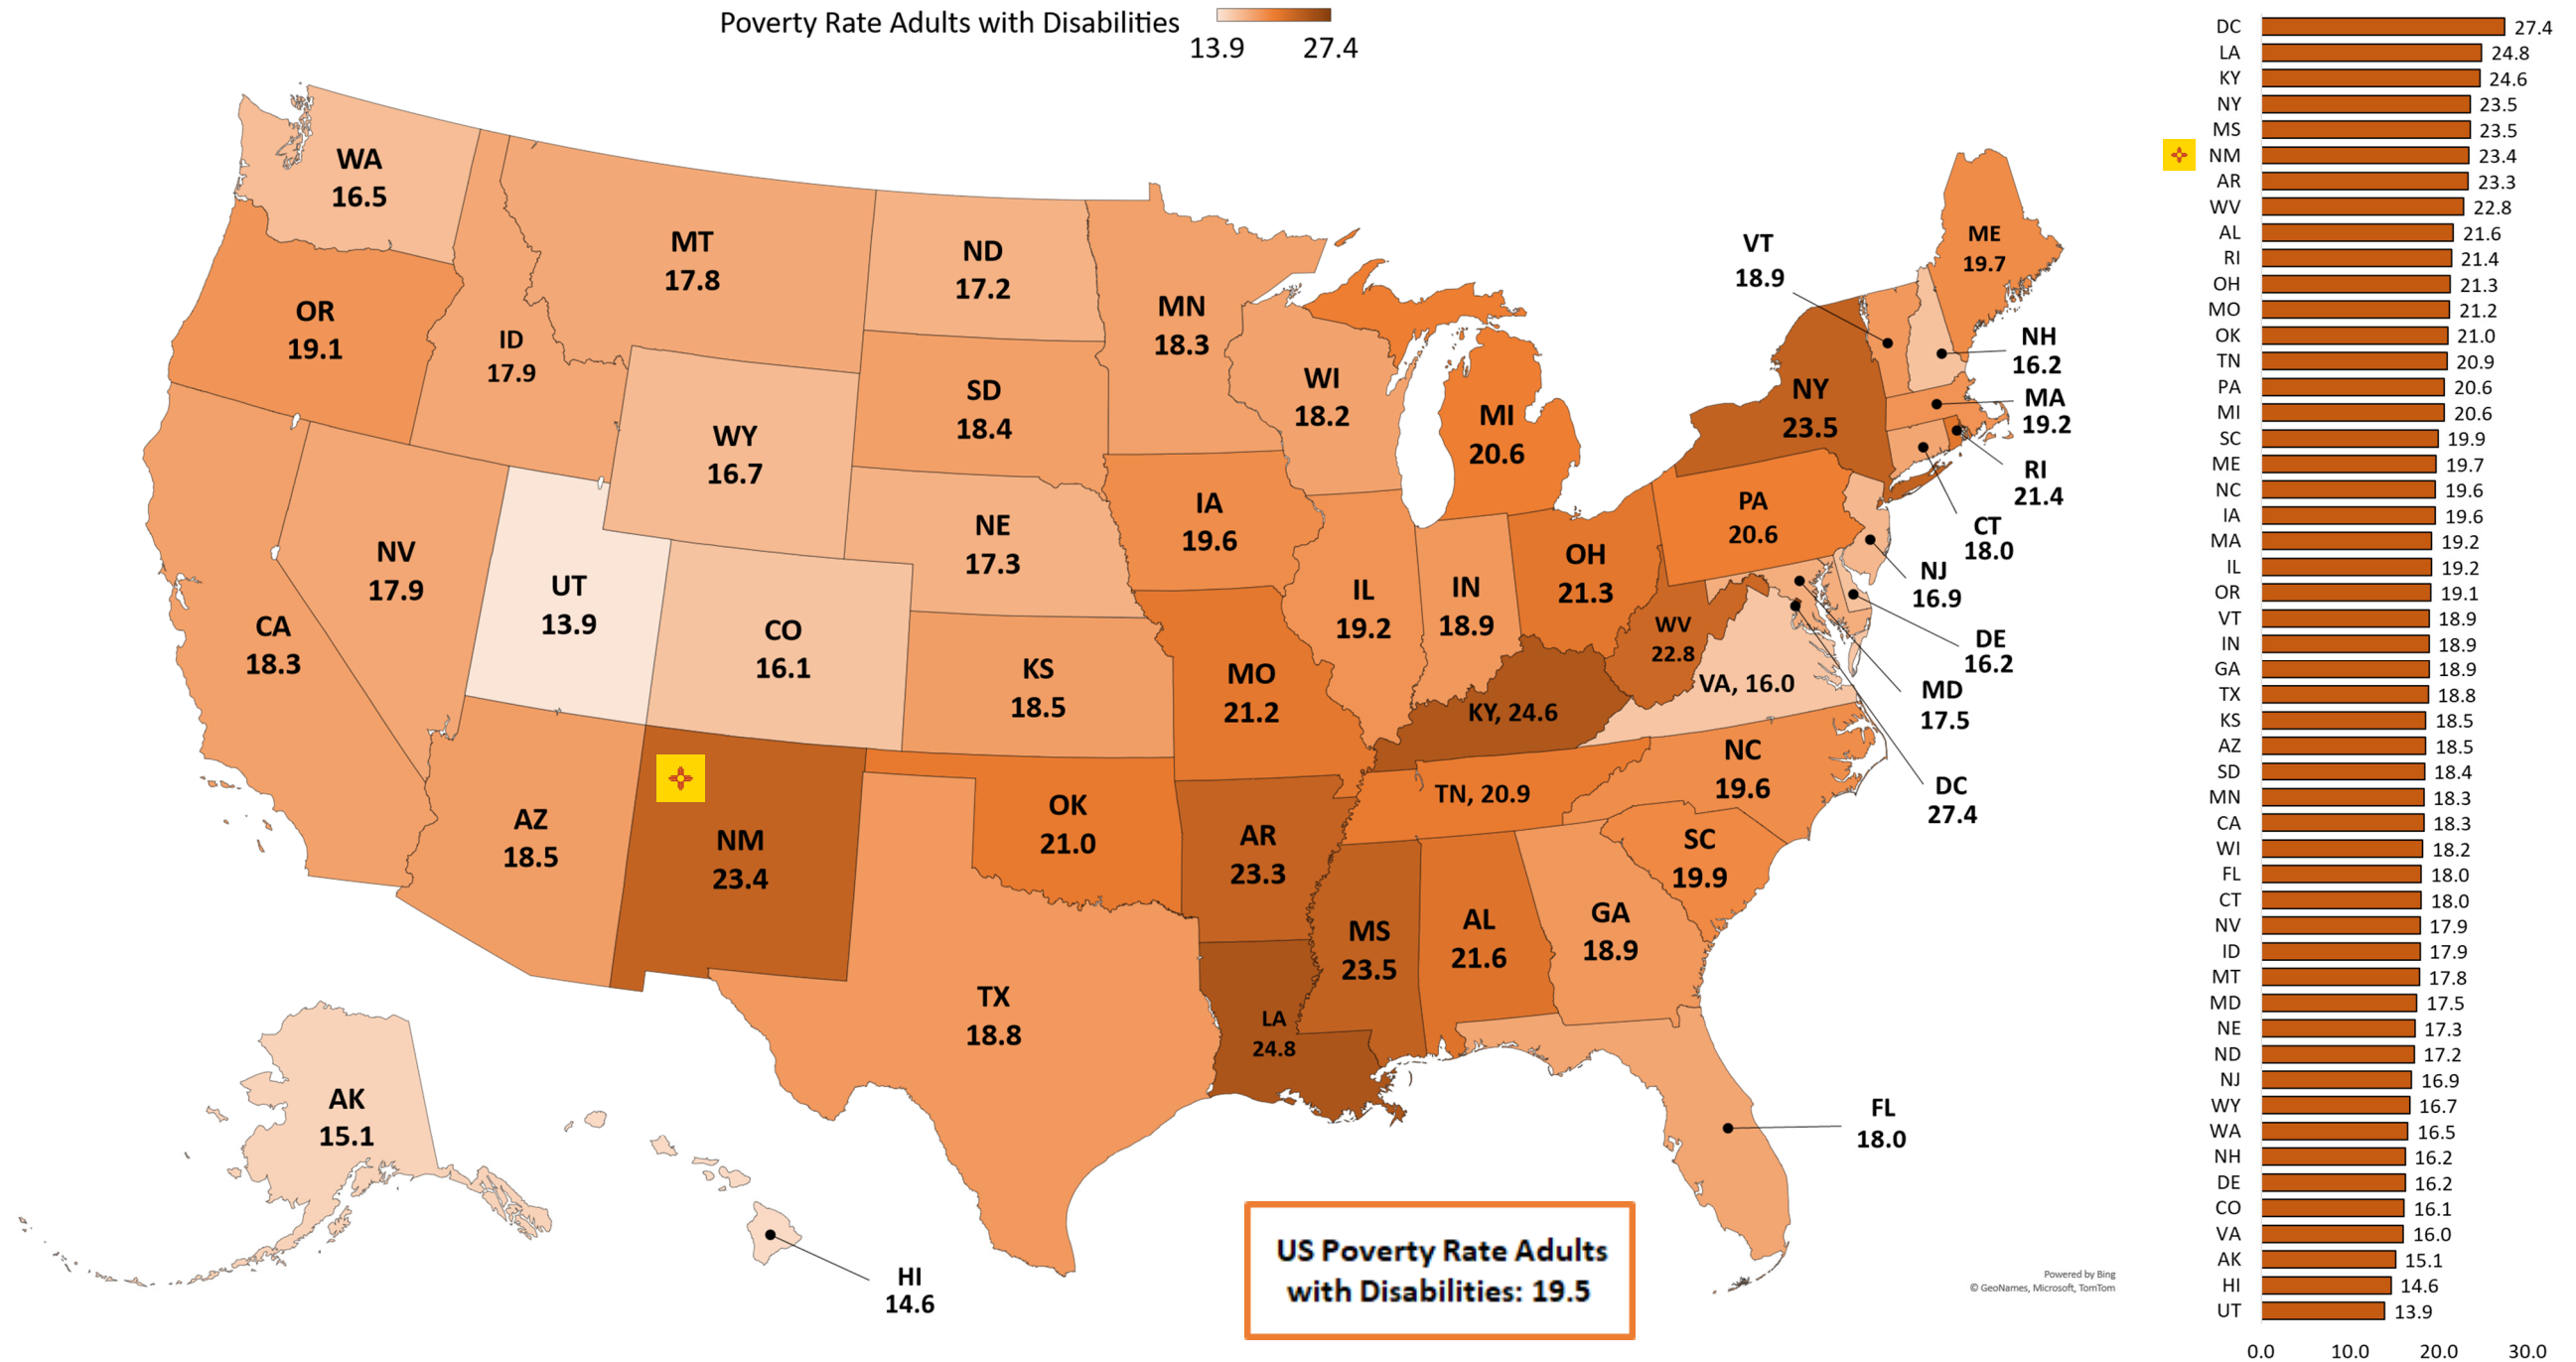 Poverty Rate Adults with Disabilities
13.9 27.4
WA
16.5
OR
19.1
ID
17.9
MT
17.8
ND
17.2
MN
18.3
WI
18.2
MI
20.6
SD
18.4
WY
16.7
NV
17.9
UT
13.9
CO
16.1
CA
18.3
NE
17.3
IA
19.6
IL
19.2
IN
18.9
OH
21.3
PA
20.6
NY
23.5
VT
18.9
ME
19.7
NH
16.2
MA
19.2
RI
21.4
CT
18.0
NJ
16.9
DE
16.2
MD
17.5
DC
27.4
WV
22.8
VA, 16.0
KY, 24.6
KS
18.5
MO
21.2
TN, 20.9
NC
19.6
SC
19.9
AZ
18.5
NM
23.4
OK
21.0
AR
23.3
MS
23.5
AL
21.6
GA
18.9
TX
18.8
LA
24.8
FL
18.0
AK
15.1
HI
14.6
US Poverty Rate Adults
with Disabilities: 19.5
Powered by Bing
© GeoNames, Microsoft, TomTom
DC 27.4
LA 24.8
KY 24.6
NY 23.5
MS 23.5
NM 23.4
AR 23.3
WV 22.8
AL 21.6
RI 21.4
OH 21.3
MO 21.2
OK 21.0
TN 20.9
PA 20.6
MI 20.6
SC 19.9
ME 19.7
NC 19.6
IA 19.6
MA 19.2
IL 19.2
OR 19.1
VT 18.9
IN 18.9
GA 18.9
TX 18.8
KS 18.5
AZ 18.5
SD 18.4
MN 18.3
CA 18.3
WI 18.2
FL 18.0
CT 18.0
NV 17.9
ID 17.9
MT 17.8
MD 17.5
NE 17.3
ND 17.2
NJ 16.9
WY 16.7
WA 16.5
NH 16.2
DE 16.2
CO 16.1
VA 16.0
AK 15.1
HI 14.6
UT 13.9
0.0 10.0 20.0 30.0